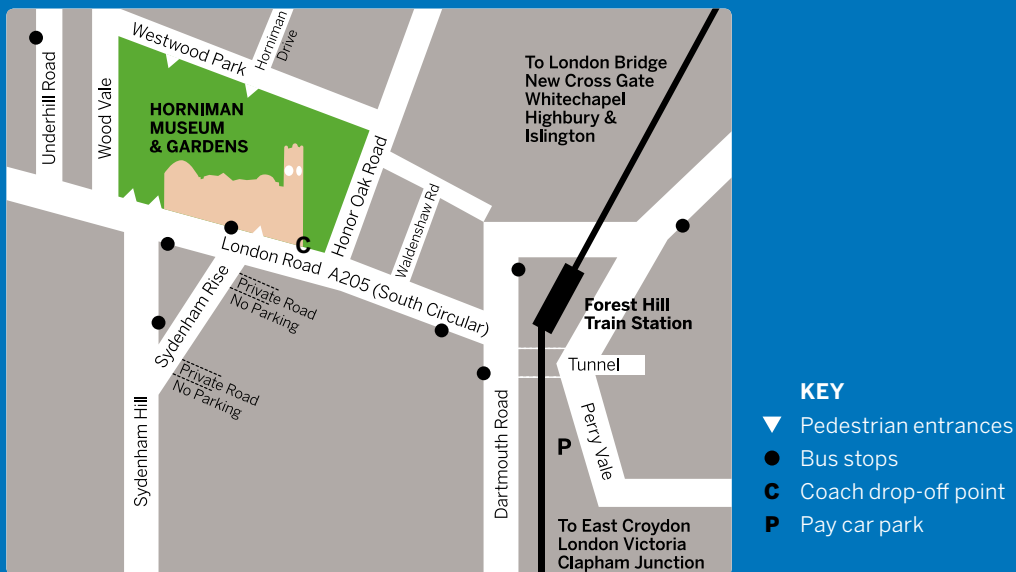 Westwood Park
Horniman
Drive
Underhill Road
Wood Vale
HORNIMAN
MUSEUM
& GARDENS
Honor Oak Road
Waldenshaw Rd
To London Bridge
New Cross Gate
Whitechapel
Highbury &
Islington
C
London Road A205 (South Circular)
Sydenham Rise
Private Road
No Parking
Private Road
No Parking
Sydenham Hill
Forest Hill
Train Station
Tunnel
Dartmouth Road
Perry Vale
P
To East Croydon
London Victoria
Clapham Junction
KEY
Pedestrian entrances
Bus stops
C Coach drop-off point
P Pay car park